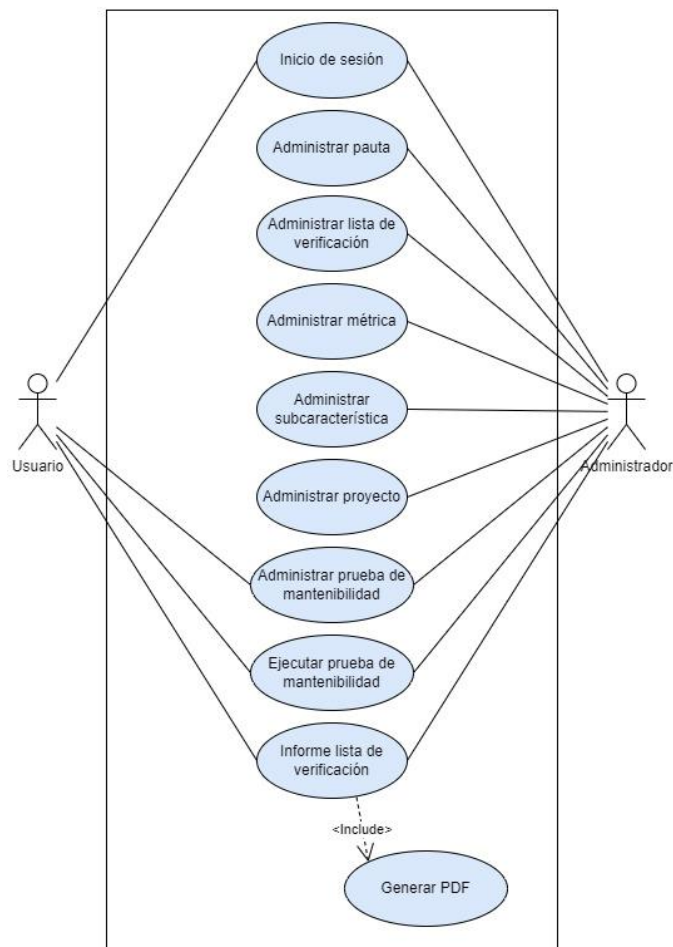 Inicio de sesión
Administrar pauta
Administrar lista de
verificación
Administrar métrica
Administrar
subcaracterística
Usuario
Administrador
Administrar proyecto
Administrar prueba de
mantenibilidad
Ejecutar prueba de
mantenibilidad
Informe lista de
verificación
<Include>
Generar PDF